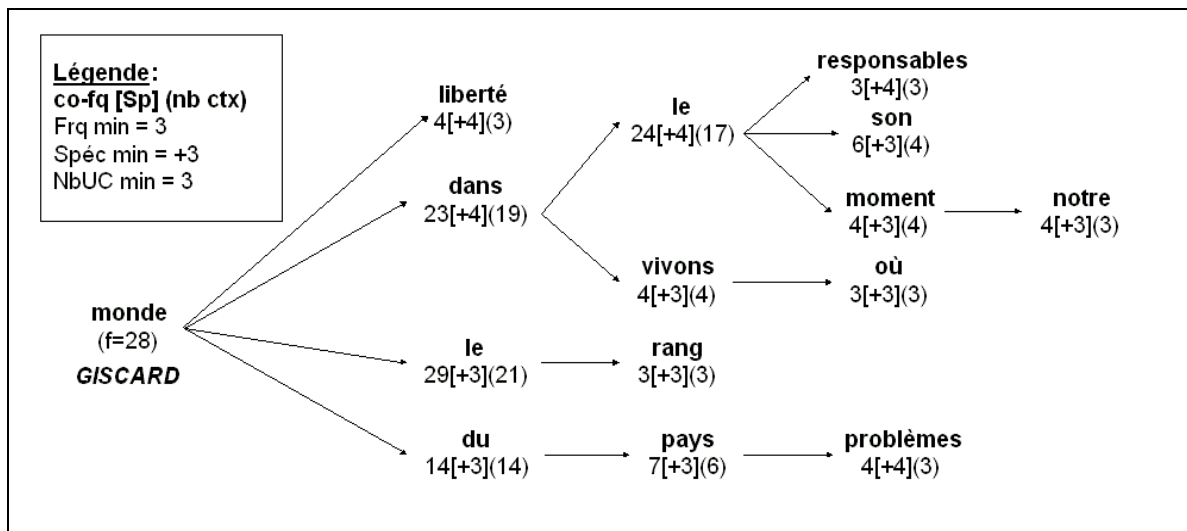 Légende:
co-fq [Sp] (nb ctx)
Frq min = 3
Spéc min = +3
NbUC min = 3
monde
(f=28)
GISCARD
liberté
4[+4](3)
dans
23[+4](19)
le
24[+4](17)
responsables
3[+4](3)
son
6[+3](4)
moment
4[+3](4)
notre
4[+3](3)
vivons
4[+3](4)
où
3[+3](3)
le
29[+3](21)
rang
3[+3](3)
du
14[+3](14)
pays
7[+3](6)
problèmes
4[+4](3)